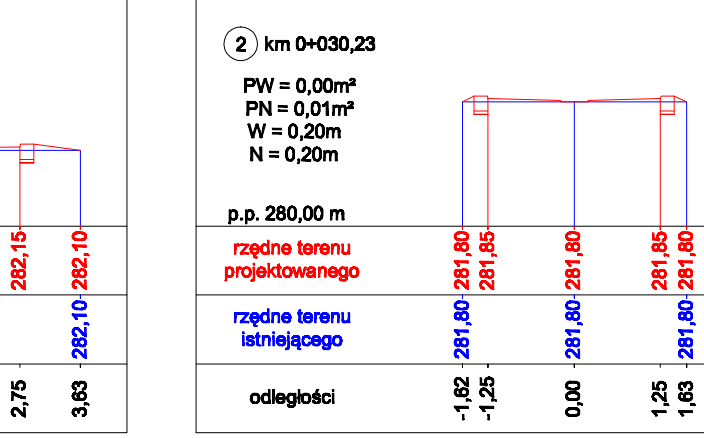 282,15 282,10
282,10
2,75 3,63
2 km 0+030,23
PW = 0,00m²
PN = 0,01m²
W = 0,20m
N = 0,20m
p.p. 280,00 m
rzędne terenu
projektowanego
281,80 281,85 281,80 281,85 281,80
rzędne terenu
istniejącego
281,80 281,80 281,80
odległości
-1,62 -1,25 0,00 1,25 1,63